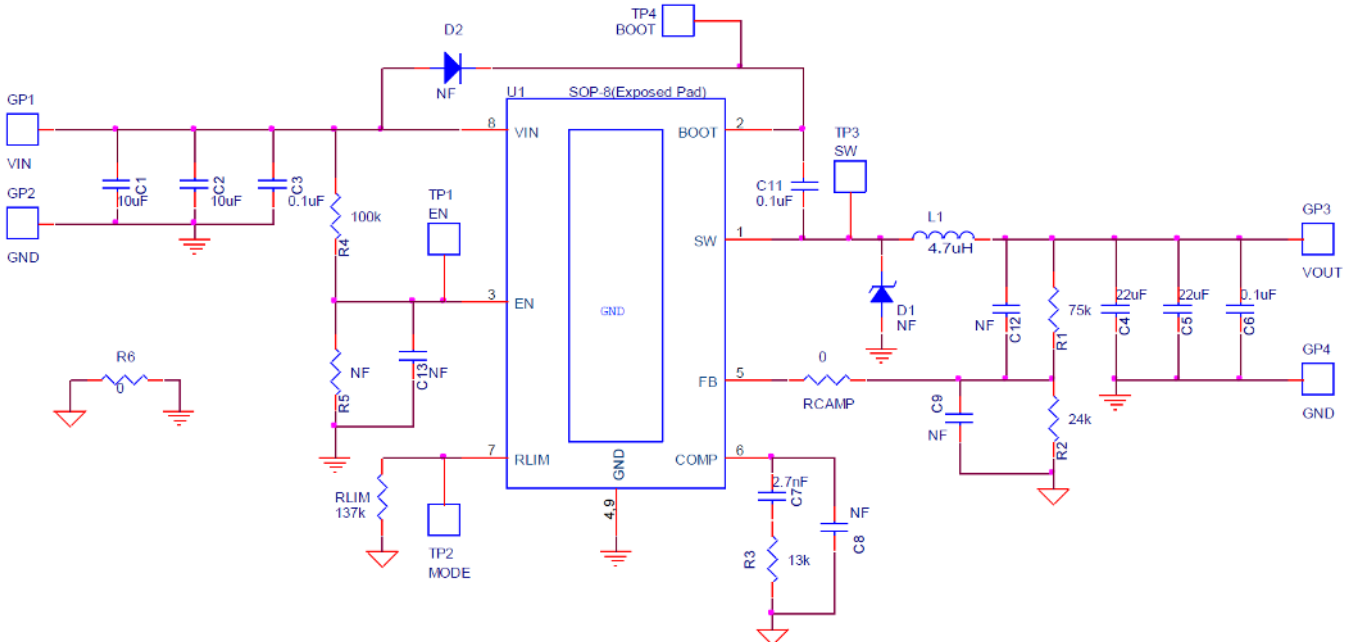 TP4
BOOT
D2
NF
GP1
VIN
GP2
GND
C1
10uF
C2
10uF
C3
0.1uF
100k
R4
TP1
EN
U1
SOP-8(Exposed Pad)
8
VIN
BOOT
2
TP3
SW
C11
0.1uF
SW
1
L1
4.7uH
GP3
VOUT
3
EN
GND
D1
NF
NF
C12
75k
R1
22uF
C4
22uF
C5
0.1uF
C6
R6
0
NF
R5
NF
C13
FB
5
0
RCAMP
C9
NF
24k
R2
GP4
GND
7
RLIM
GND
4,9
COMP
6
RLIM
137k
TP2
MODE
2.7nF
C7
NF
C8
R3
13k